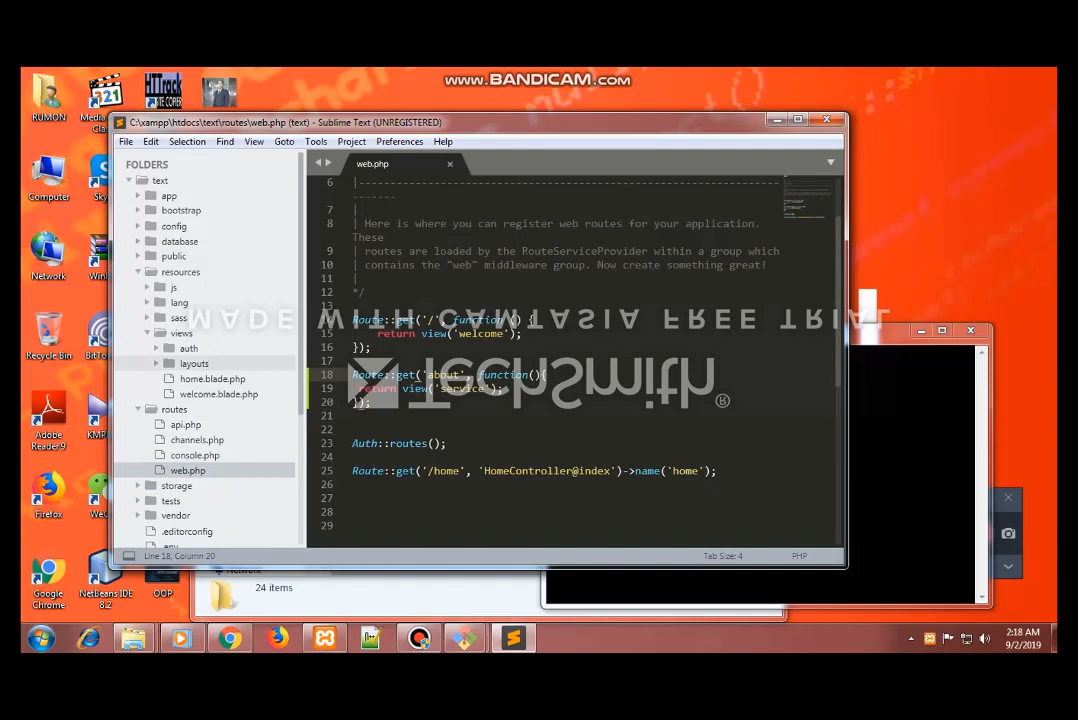 www.BANDICAM.com
RUMON
Computer
Network
Recycle Bin
Adobe
Reader 9
Firefox
Google
Chrome
NetBeans IDE
8.2
OOP
C:\xampp\htdocs\text\routes\web.php (text) - Sublime Text (UNREGISTERED)
File Edit Selection Find View Goto Tools Project Preferences Help
FOLDERS
text
app
bootstrap
config
database
public
resources
js
lang
sass
views
auth
layouts
home.blade.php
welcome.blade.php
routes
api.php
channels.php
console.php
web.php
storage
tests
vendor
.editorconfig
.env
web.php
6 |--------------------------------------------------------------------------
7 |
8 | Here is where you can register web routes for your application. These
9 | routes are loaded by the RouteServiceProvider within a group which
10 | contains the "web" middleware group. Now create something great!
11 |
12 */
13
Route::get('/', function () {
15 return view('welcome');
16 });
17
18 Route::get('about', function(){
19 return view('service');
20 });
21
22
23 Auth::routes();
24
25 Route::get('/home', 'HomeController@index')->name('home');
26
27
28
29
Line 18, Column 20 Tab Size: 4 PHP
MADE WITH CAMTASIA FREE TRIAL
TechSmith®
24 items
2:18 AM
9/2/2019